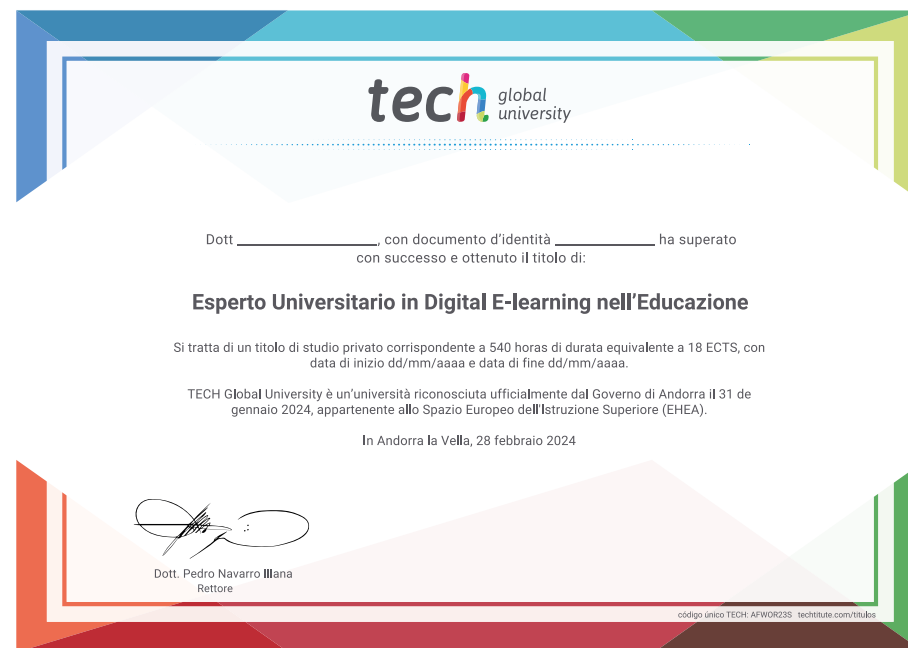 tech global university
Dott ____________, con documento d'identità ____________ ha superato
con successo e ottenuto il titolo di:
Esperto Universitario in Digital E-learning nell'Educazione
Si tratta di un titolo di studio privato corrispondente a 540 horas di durata equivalente a 18 ECTS, con
data di inizio dd/mm/aaaa e data di fine dd/mm/aaaa.
TECH Global University è un'università riconosciuta ufficialmente dal Governo di Andorra il 31 de
gennaio 2024, appartenente allo Spazio Europeo dell'Istruzione Superiore (EHEA).
In Andorra la Vella, 28 febbraio 2024
Dott. Pedro Navarro Illana
Rettore
código único TECH: AFWOR23S techtitute.com/titulos